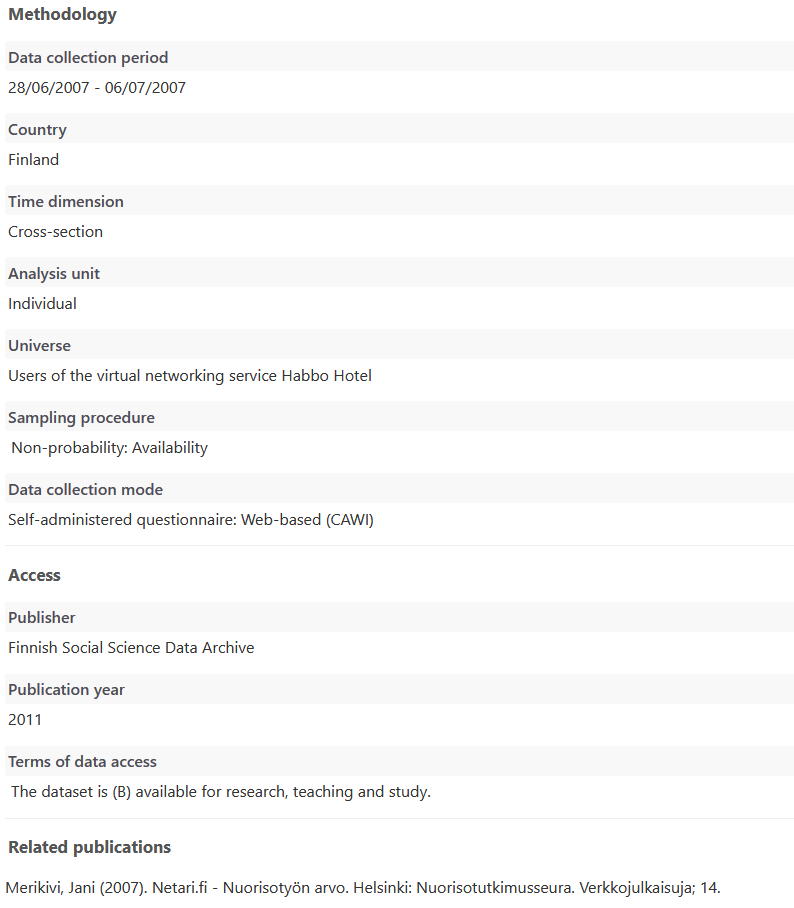 Methodology
Data collection period
28/06/2007 - 06/07/2007
Country
Finland
Time dimension
Cross-section
Analysis unit
Individual
Universe
Users of the virtual networking service Habbo Hotel
Sampling procedure
Non-probability: Availability
Data collection mode
Self-administered questionnaire: Web-based (CAWI)
Access
Publisher
Finnish Social Science Data Archive
Publication year
2011
Terms of data access
The dataset is (B) available for research, teaching and study.
Related publications
Merikivi, Jani (2007). Netari.fi - Nuorisotyön arvo. Helsinki: Nuorisotutkimusseura. Verkkojulkaisuja; 14.